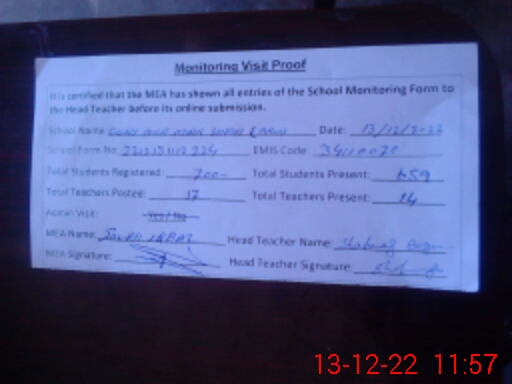 Monitoring Visit Proof
It is certified that the MEA has shown all entries of the School Monitoring Form to
the Head Teacher before its online submission.
School Name: Date: 13/12/2022
School Form No: EMIS Code:
Total Students Registered: 700 Total Students Present: 659
Total Teachers Posted: 17 Total Teachers Present: 14
Admin Visit: Yes / No
MEA Name: Head Teacher Name:
MEA Signature: Head Teacher Signature:
13-12-22 11:57